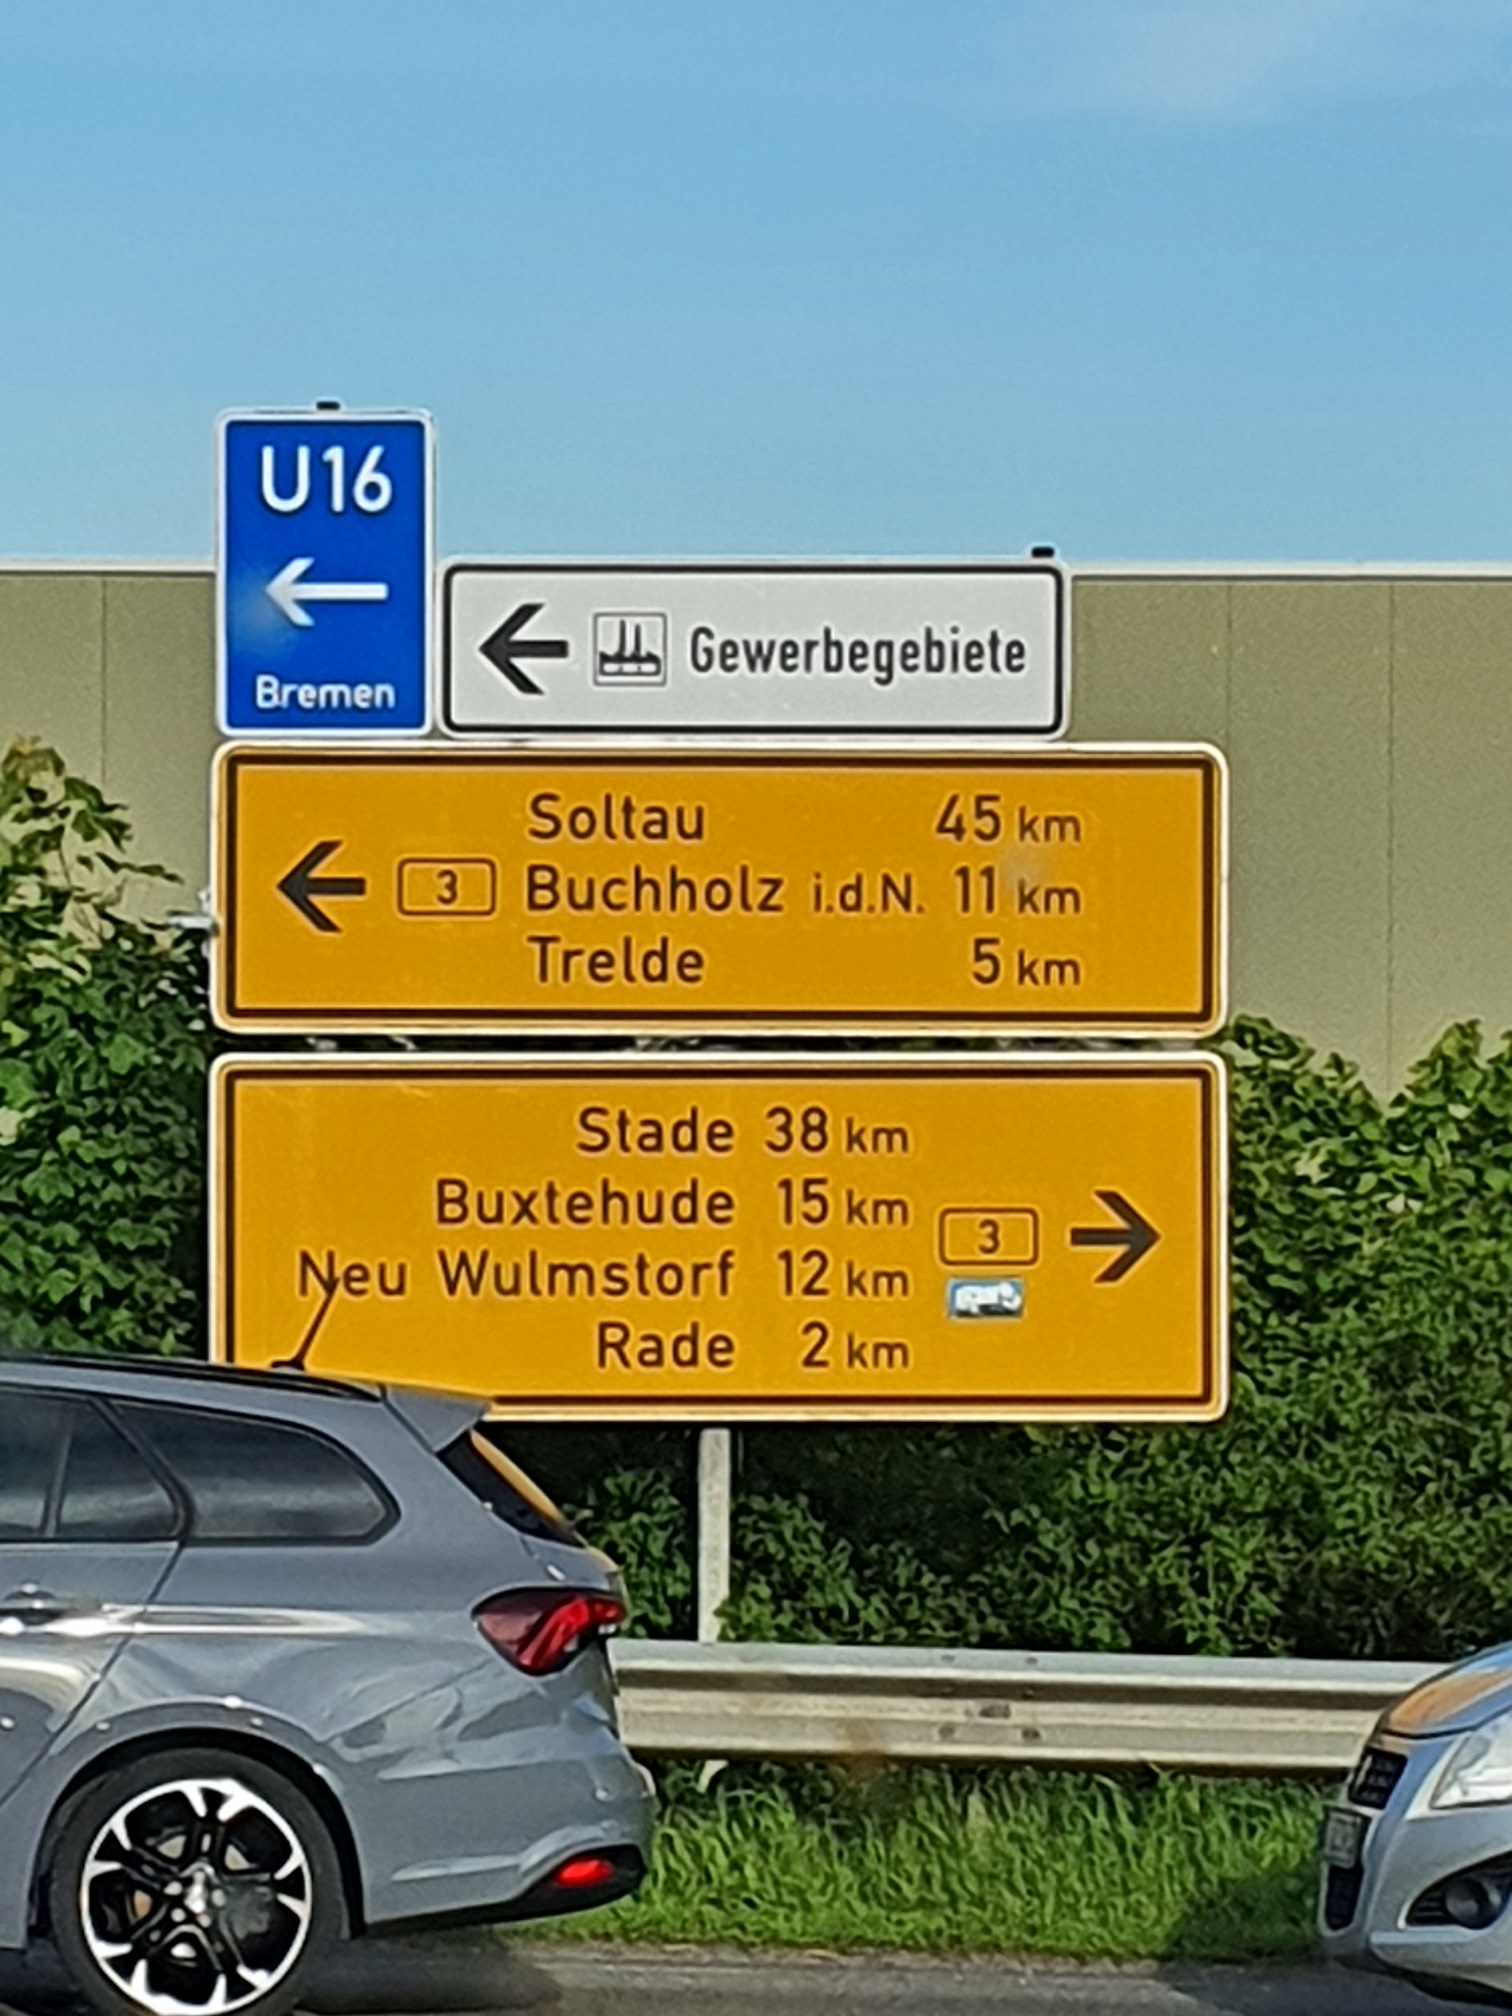 U16
Bremen
Gewerbegebiete
Soltau 45 km
3 Buchholz i.d.N. 11 km
Trelde 5 km
Stade 38 km
Buxtehude 15 km
3
Neu Wulmstorf 12 km
Rade 2 km